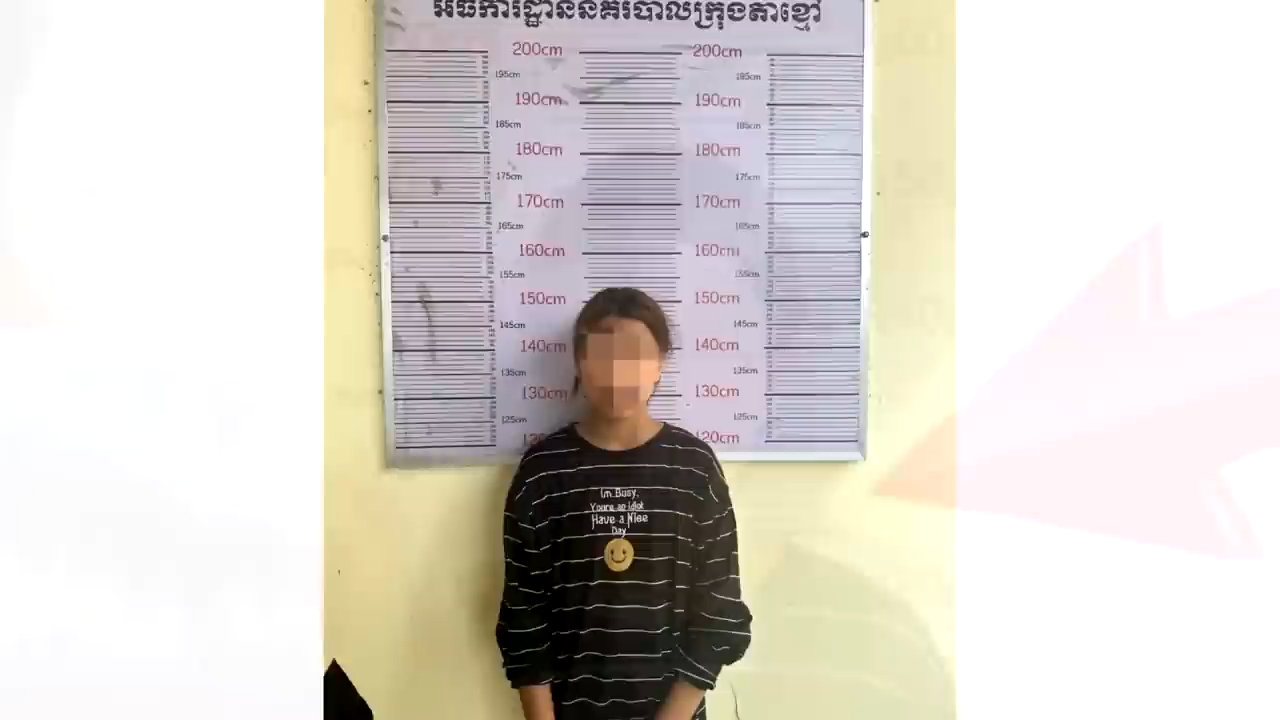 អធិការដ្ឋាននគរបាលក្រុងតាខ្មៅ
200cm 200cm
195cm 195cm
190cm 190cm
185cm 185cm
180cm 180cm
175cm 175cm
170cm 170cm
165cm 165cm
160cm 160cm
155cm 155cm
150cm 150cm
145cm 145cm
140cm 140cm
135cm 135cm
130cm 130cm
125cm 125cm
120cm
I'm Busy,
You're an idiot
Have a Nice
Day